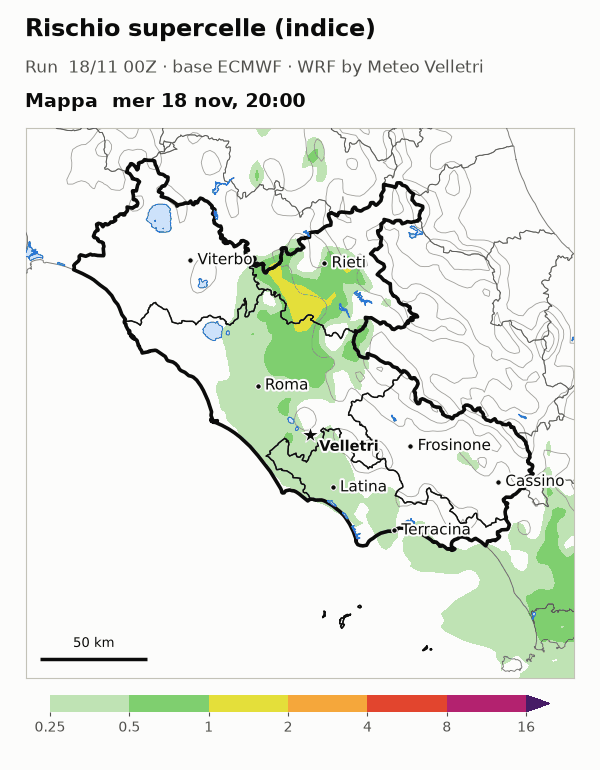 Rischio supercelle (indice)
Run  18/11 00Z · base ECMWF · WRF by Meteo Velletri
Mappa  mer 18 nov, 20:00
Viterbo
Rieti
Roma
Velletri
Frosinone
Cassino
Latina
Terracina
50 km
0.25 0.5 1 2 4 8 16